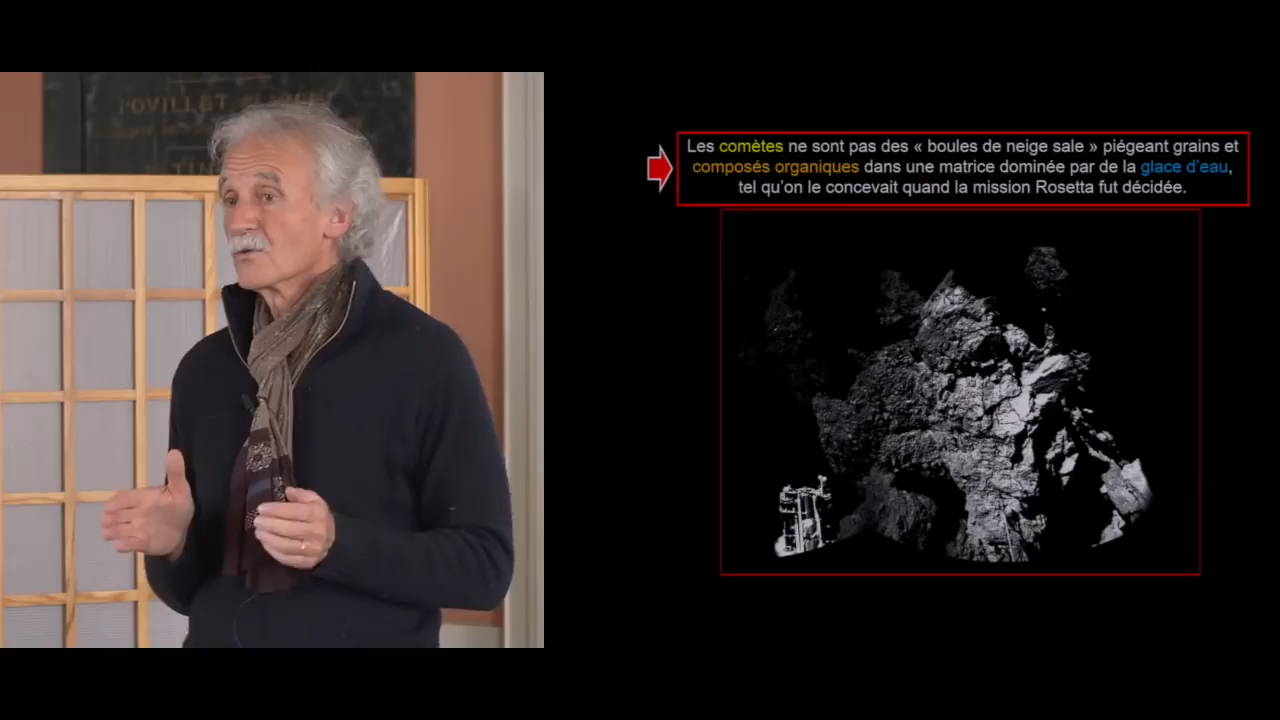 Les comètes ne sont pas des « boules de neige sale » piégeant grains et
composés organiques dans une matrice dominée par de la glace d'eau,
tel qu'on le concevait quand la mission Rosetta fut décidée.